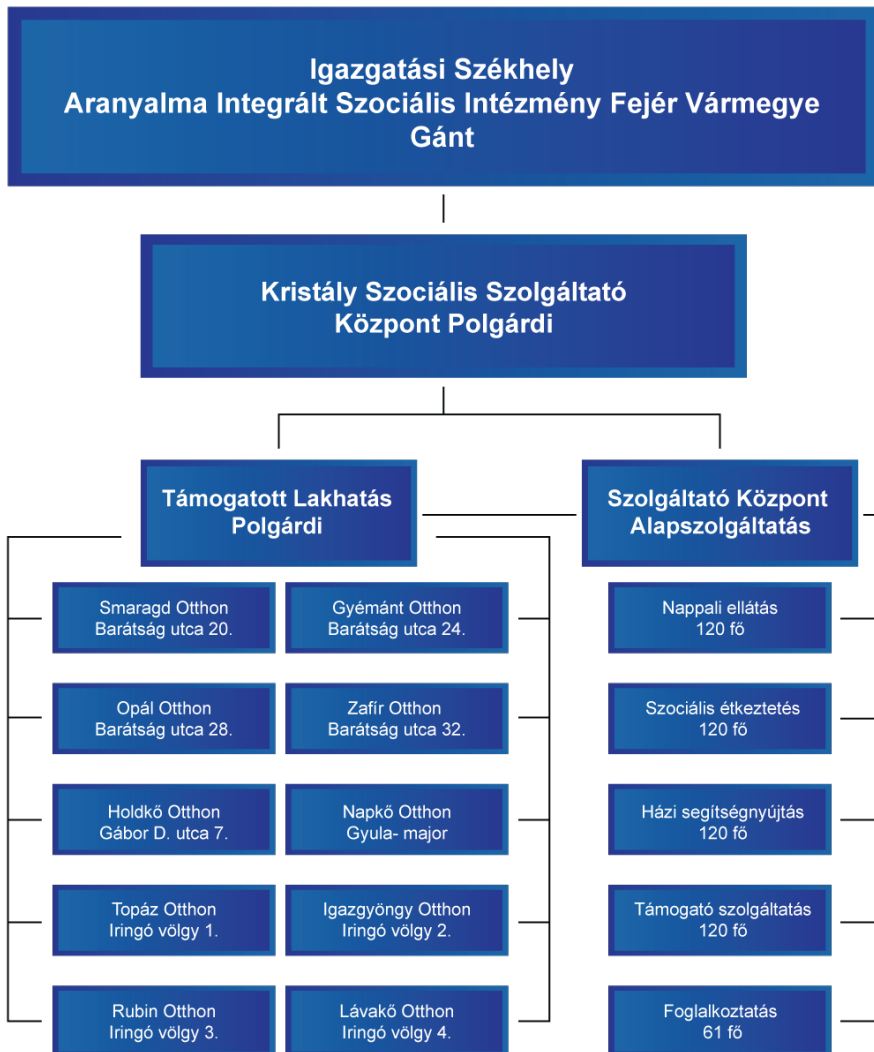 Igazgatási Székhely
Aranyalma Integrált Szociális Intézmény Fejér Vármegye
Gánt
Kristály Szociális Szolgáltató
Központ Polgárdi
Támogatott Lakhatás
Polgárdi
Szolgáltató Központ
Alapszolgáltatás
Smaragd Otthon
Barátság utca 20.
Gyémánt Otthon
Barátság utca 24.
Nappali ellátás
120 fő
Opál Otthon
Barátság utca 28.
Zafír Otthon
Barátság utca 32.
Szociális étkeztetés
120 fő
Holdkő Otthon
Gábor D. utca 7.
Napkő Otthon
Gyula- major
Házi segítségnyújtás
120 fő
Topáz Otthon
Iringó völgy 1.
Igazgyöngy Otthon
Iringó völgy 2.
Támogató szolgáltatás
120 fő
Rubin Otthon
Iringó völgy 3.
Lávakő Otthon
Iringó völgy 4.
Foglalkoztatás
61 fő